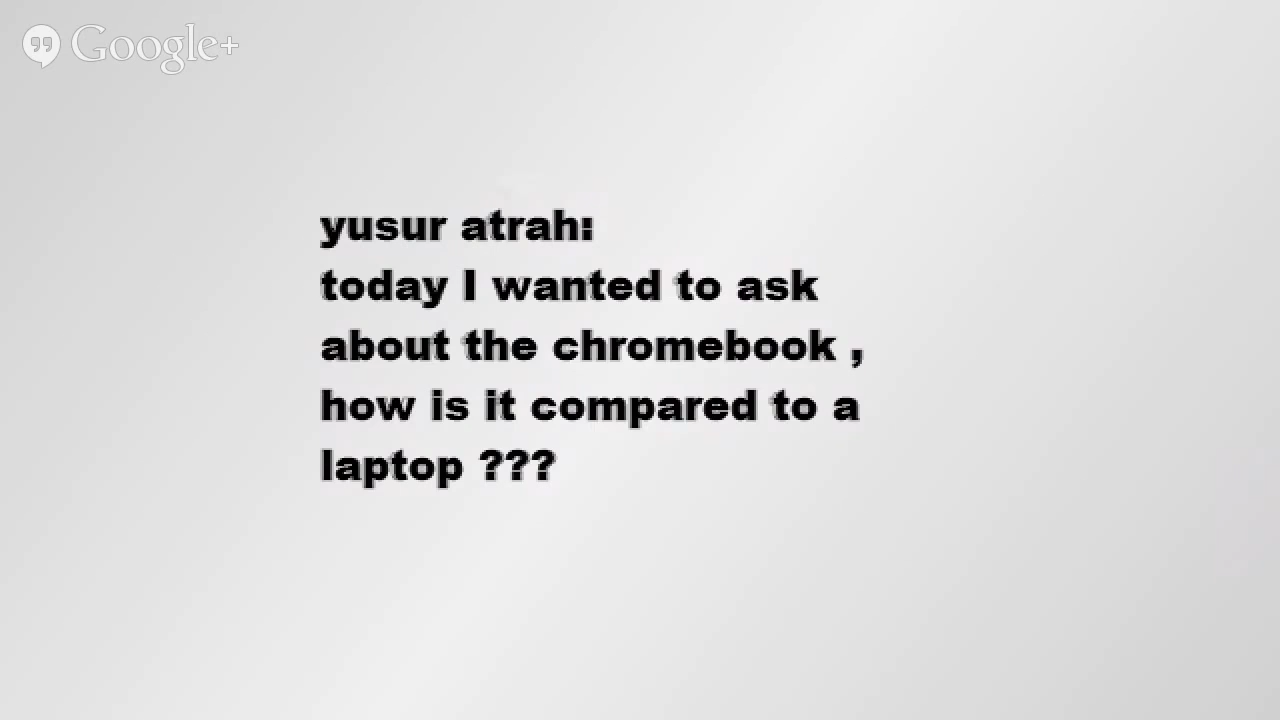 Google+
yusur atrah:
today I wanted to ask
about the chromebook ,
how is it compared to a
laptop ???